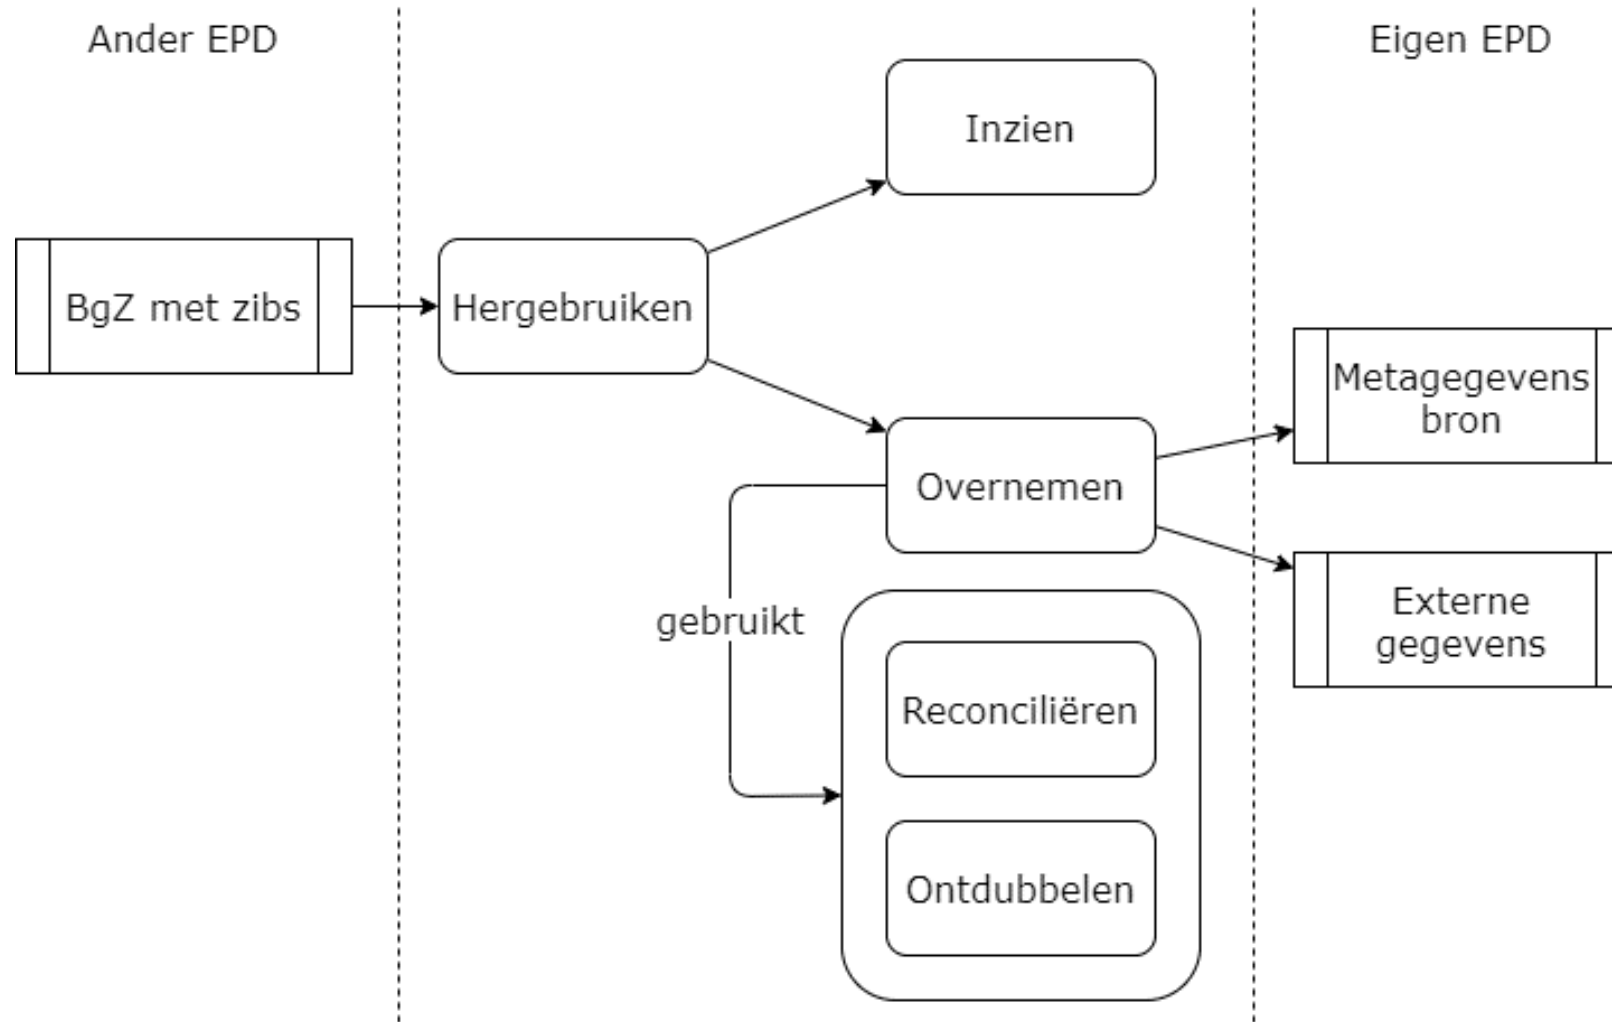 Ander EPD
Eigen EPD
Inzien
BgZ met zibs
Hergebruiken
Metagegevens
bron
Overnemen
Externe
gegevens
gebruikt
Reconciliëren
Ontdubbelen